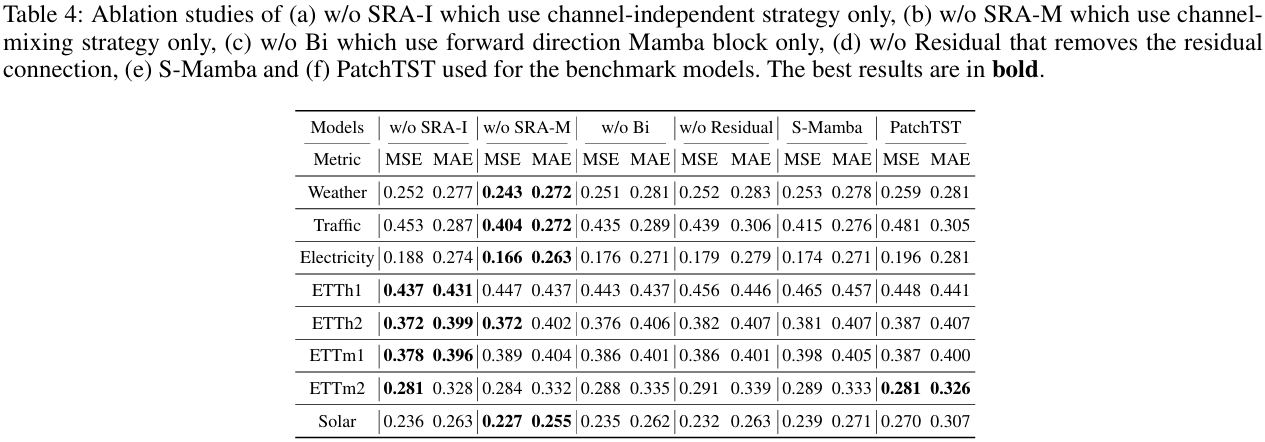 Table 4: Ablation studies of (a) w/o SRA-I which use channel-independent strategy only, (b) w/o SRA-M which use channel-
mixing strategy only, (c) w/o Bi which use forward direction Mamba block only, (d) w/o Residual that removes the residual
connection, (e) S-Mamba and (f) PatchTST used for the benchmark models. The best results are in bold.
Models w/o SRA-I w/o SRA-M w/o Bi w/o Residual S-Mamba PatchTST
Metric MSE MAE MSE MAE MSE MAE MSE MAE MSE MAE MSE MAE
Weather 0.252 0.277 0.243 0.272 0.251 0.281 0.252 0.283 0.253 0.278 0.259 0.281
Traffic 0.453 0.287 0.404 0.272 0.435 0.289 0.439 0.306 0.415 0.276 0.481 0.305
Electricity 0.188 0.274 0.166 0.263 0.176 0.271 0.179 0.279 0.174 0.271 0.196 0.281
ETTh1 0.437 0.431 0.447 0.437 0.443 0.437 0.456 0.446 0.465 0.457 0.448 0.441
ETTh2 0.372 0.399 0.372 0.402 0.376 0.406 0.382 0.407 0.381 0.407 0.387 0.407
ETTm1 0.378 0.396 0.389 0.404 0.386 0.401 0.386 0.401 0.398 0.405 0.387 0.400
ETTm2 0.281 0.328 0.284 0.332 0.288 0.335 0.291 0.339 0.289 0.333 0.281 0.326
Solar 0.236 0.263 0.227 0.255 0.235 0.262 0.232 0.263 0.239 0.271 0.270 0.307